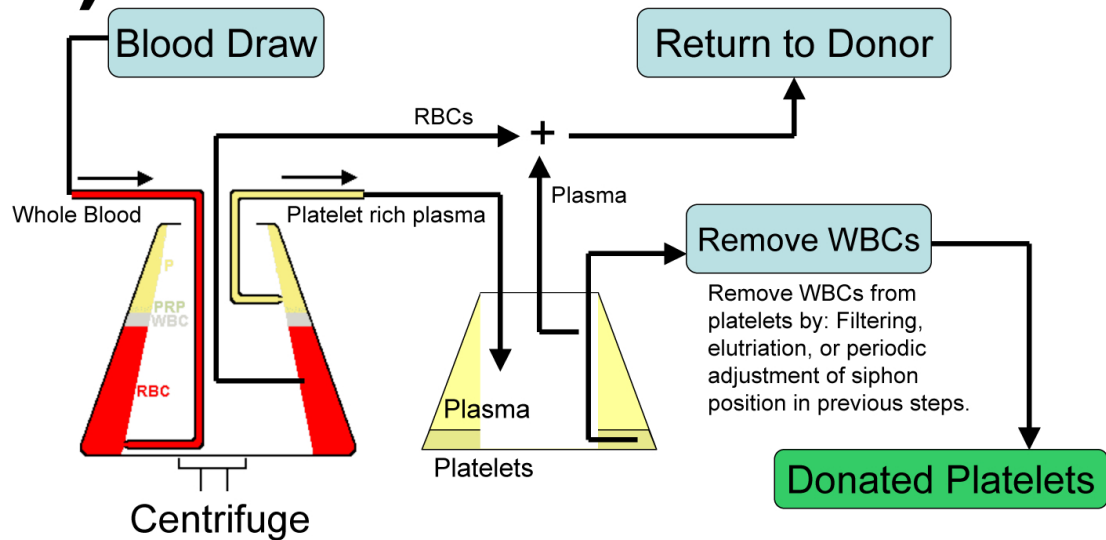 Blood Draw
Return to Donor
RBCs
+
Plasma
Whole Blood
Platelet rich plasma
Remove WBCs
P
PRP
WBC
RBC
Remove WBCs from
platelets by: Filtering,
elutriation, or periodic
adjustment of siphon
position in previous steps.
Plasma
Platelets
Donated Platelets
Centrifuge